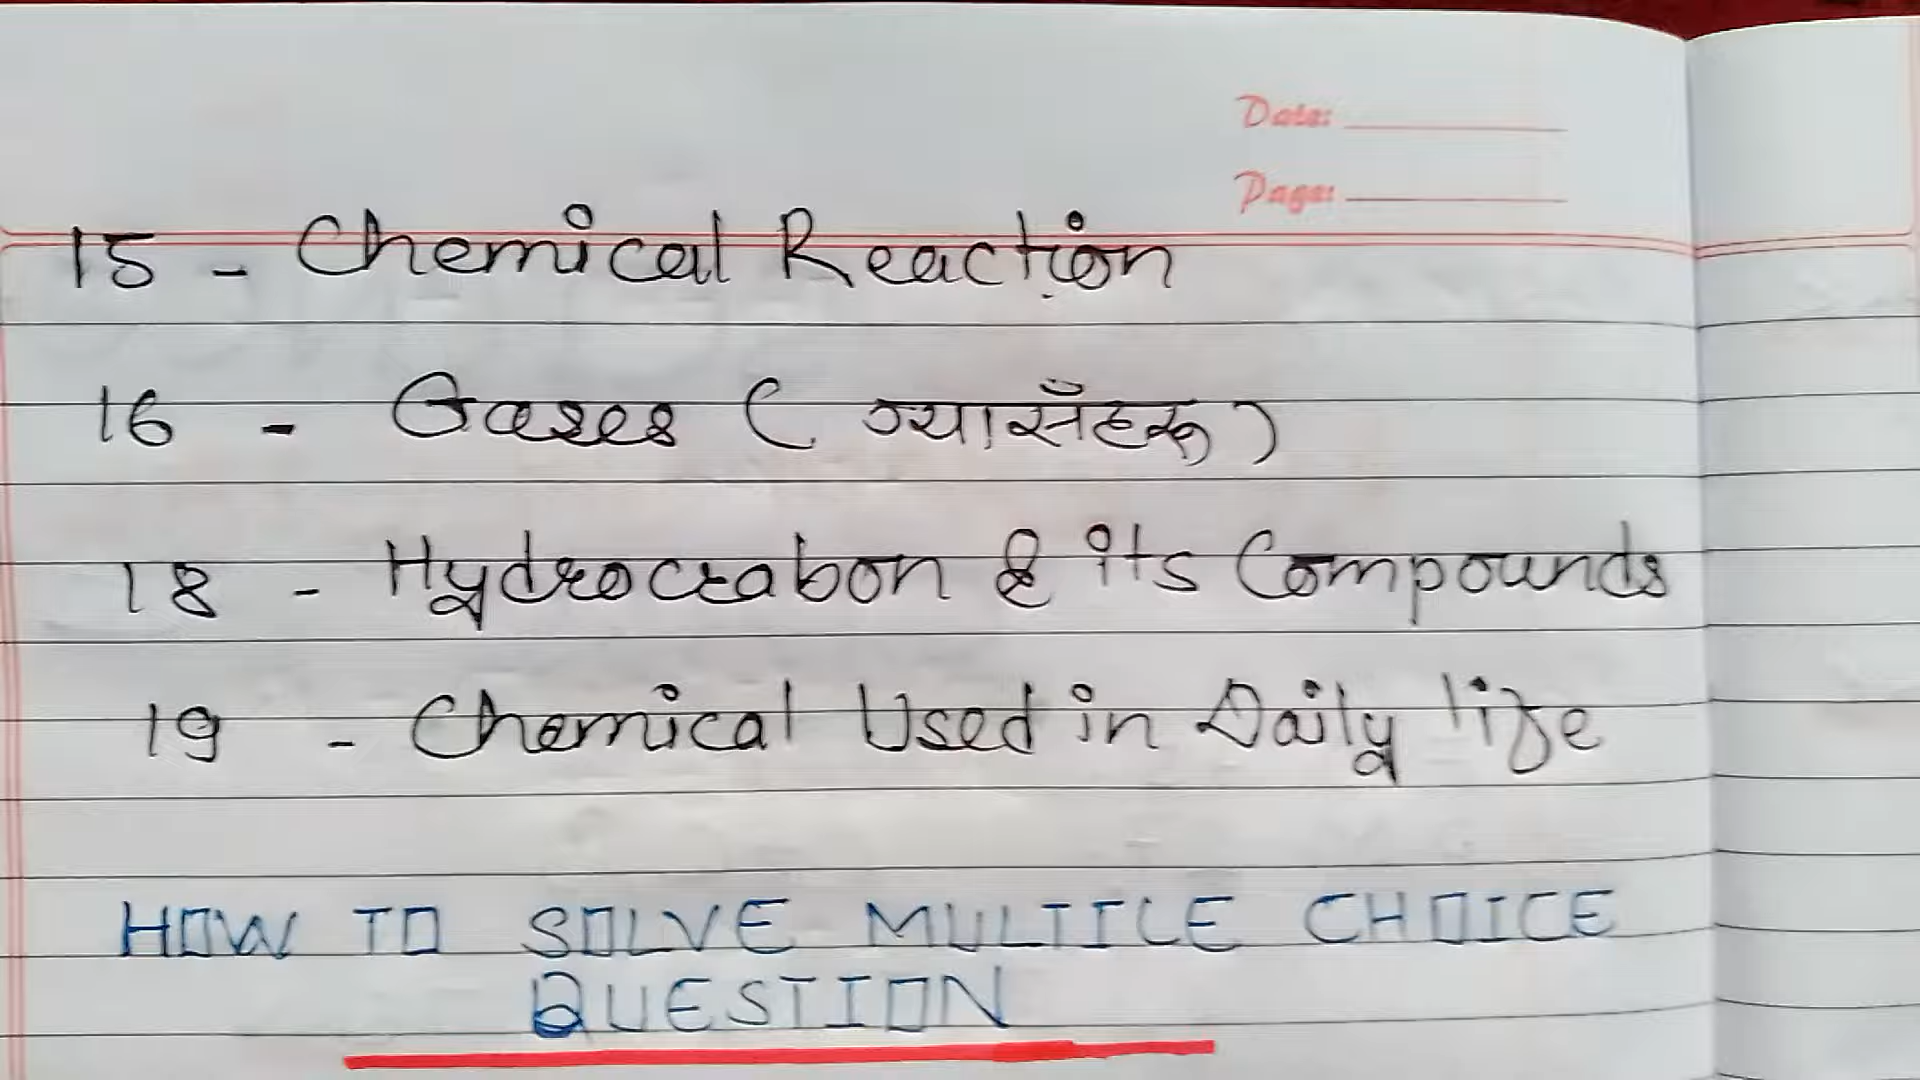 Date:
Page:
15 - Chemical Reaction
16 - Gases ( ग्यासँहरू )
18 - Hydrocrabon & its Compounds
19 - Chemical Used in Daily life
HOW TO SOLVE MULTICE CHOICE
QUESTION